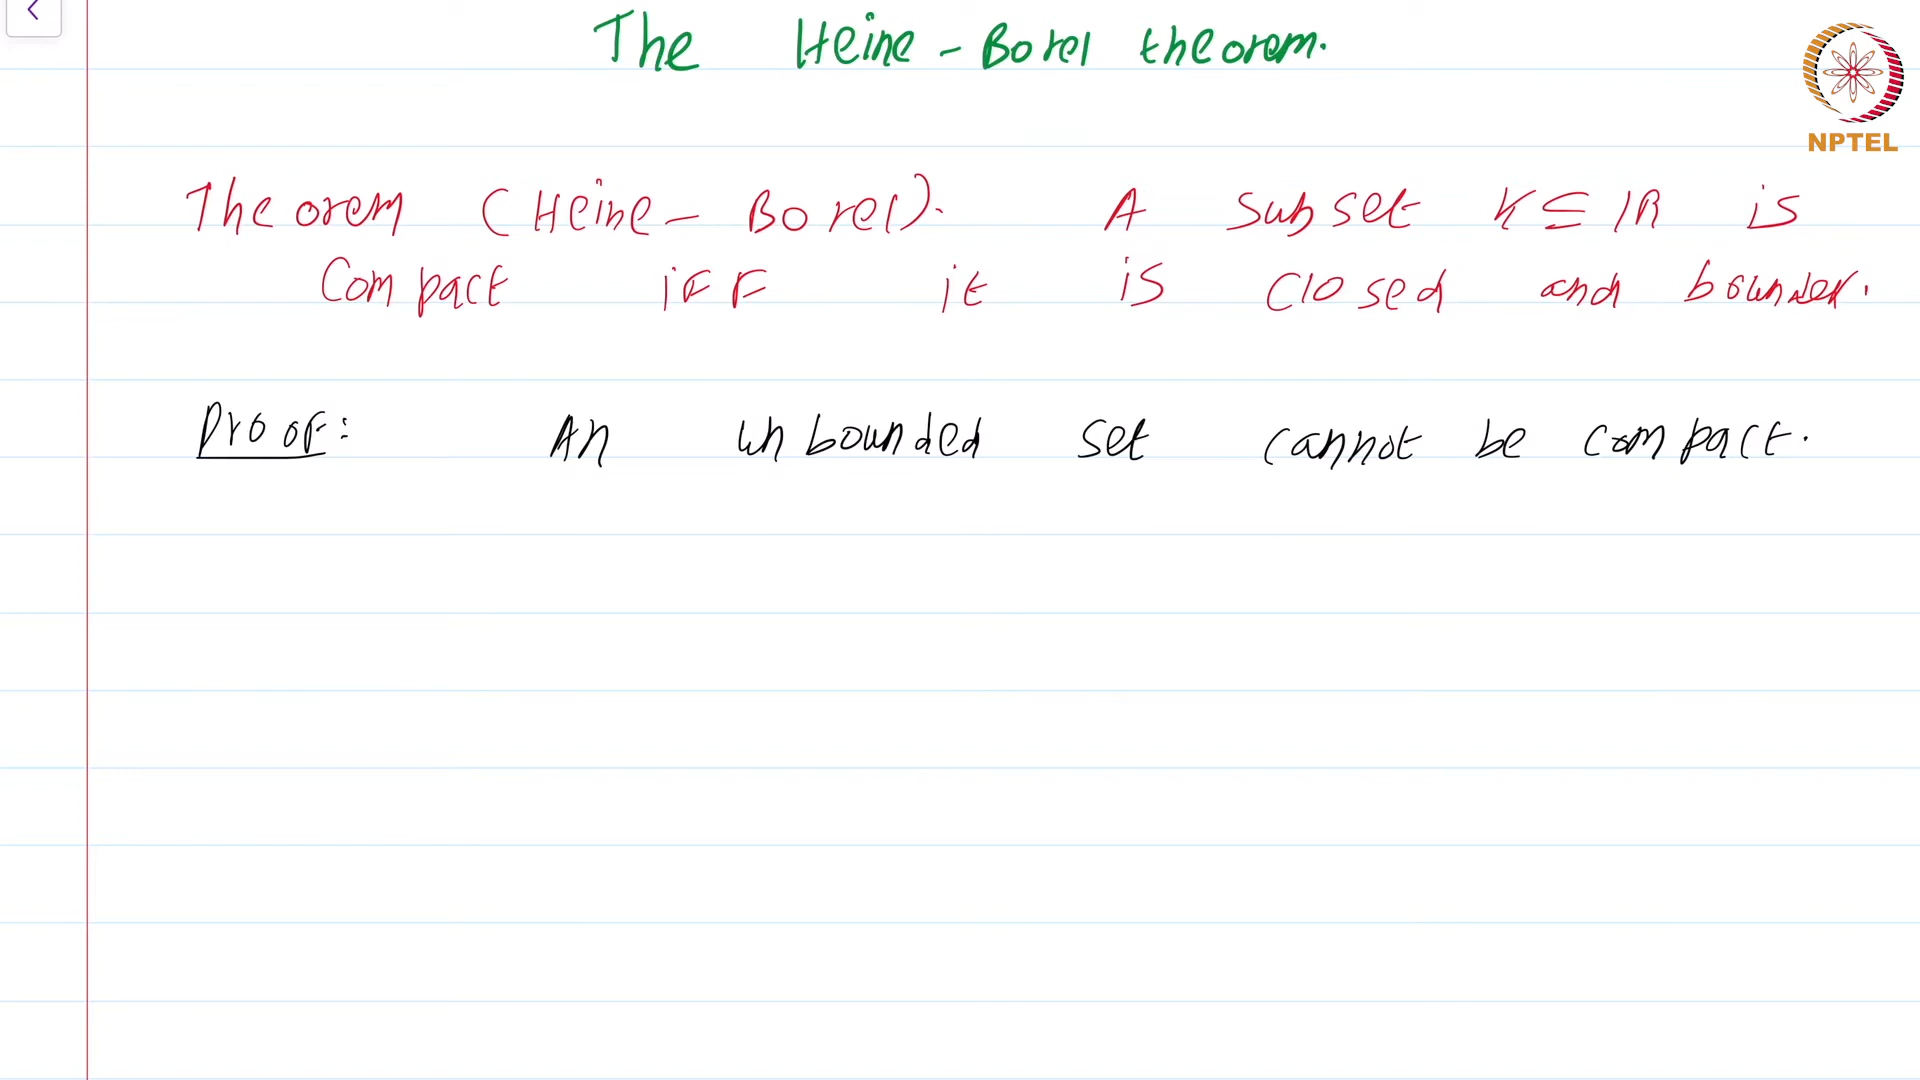 The Heine-Borel theorem.
NPTEL
Theorem (Heine-Borel). A subset K ⊆ ℝ is
Compact iff it is closed and bounded.
Proof: An unbounded set cannot be compact.